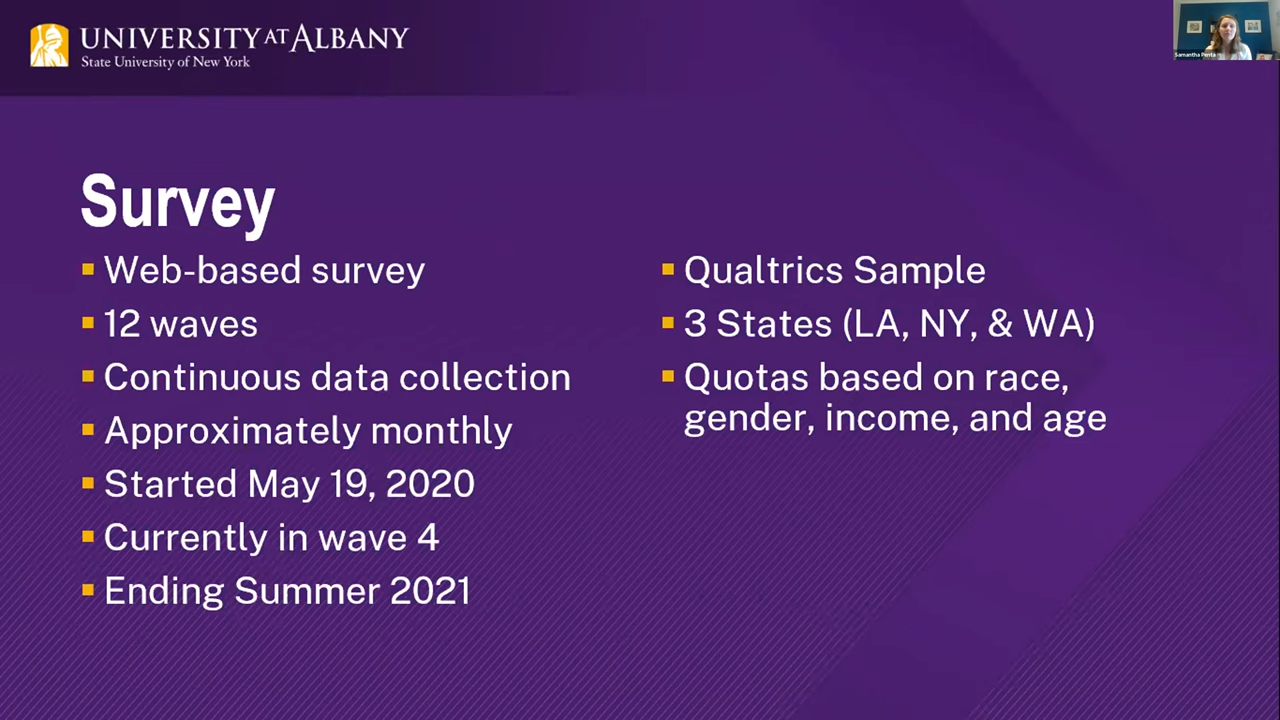 UNIVERSITY AT ALBANY
State University of New York
Samantha Penta
Survey
Web-based survey
12 waves
Continuous data collection
Approximately monthly
Started May 19, 2020
Currently in wave 4
Ending Summer 2021
Qualtrics Sample
3 States (LA, NY, & WA)
Quotas based on race,
gender, income, and age